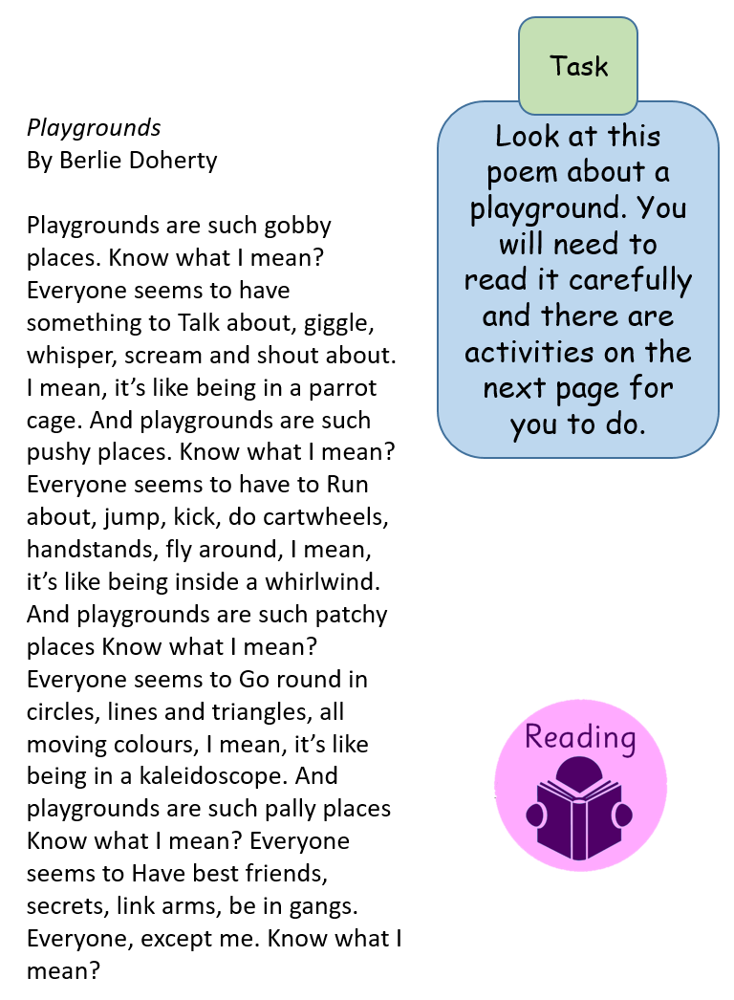 Playgrounds
By Berlie Doherty
Playgrounds are such gobby
places. Know what I mean?
Everyone seems to have
something to Talk about, giggle,
whisper, scream and shout about.
I mean, it’s like being in a parrot
cage. And playgrounds are such
pushy places. Know what I mean?
Everyone seems to have to Run
about, jump, kick, do cartwheels,
handstands, fly around, I mean,
it’s like being inside a whirlwind.
And playgrounds are such patchy
places Know what I mean?
Everyone seems to Go round in
circles, lines and triangles, all
moving colours, I mean, it’s like
being in a kaleidoscope. And
playgrounds are such pally places
Know what I mean? Everyone
seems to Have best friends,
secrets, link arms, be in gangs.
Everyone, except me. Know what I
mean?
Task
Look at this
poem about a
playground. You
will need to
read it carefully
and there are
activities on the
next page for
you to do.
Reading